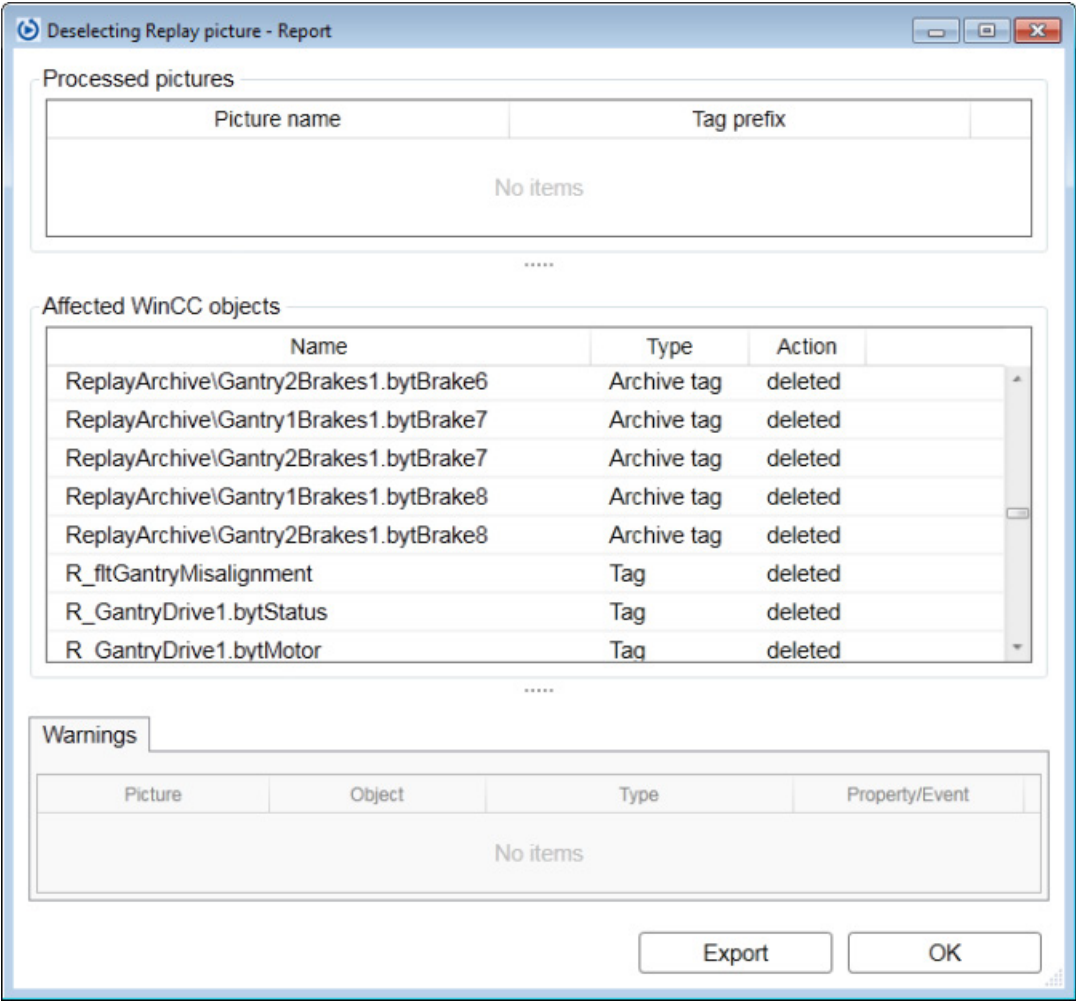 Deselecting Replay picture - Report
Processed pictures
Picture name Tag prefix
No items
Affected WinCC objects
Name Type Action
ReplayArchive\Gantry2Brakes1.bytBrake6 Archive tag deleted
ReplayArchive\Gantry1Brakes1.bytBrake7 Archive tag deleted
ReplayArchive\Gantry2Brakes1.bytBrake7 Archive tag deleted
ReplayArchive\Gantry1Brakes1.bytBrake8 Archive tag deleted
ReplayArchive\Gantry2Brakes1.bytBrake8 Archive tag deleted
R_fltGantryMisalignment Tag deleted
R_GantryDrive1.bytStatus Tag deleted
R_GantryDrive1.bytMotor Tag deleted
Warnings
Picture Object Type Property/Event
No items
Export OK